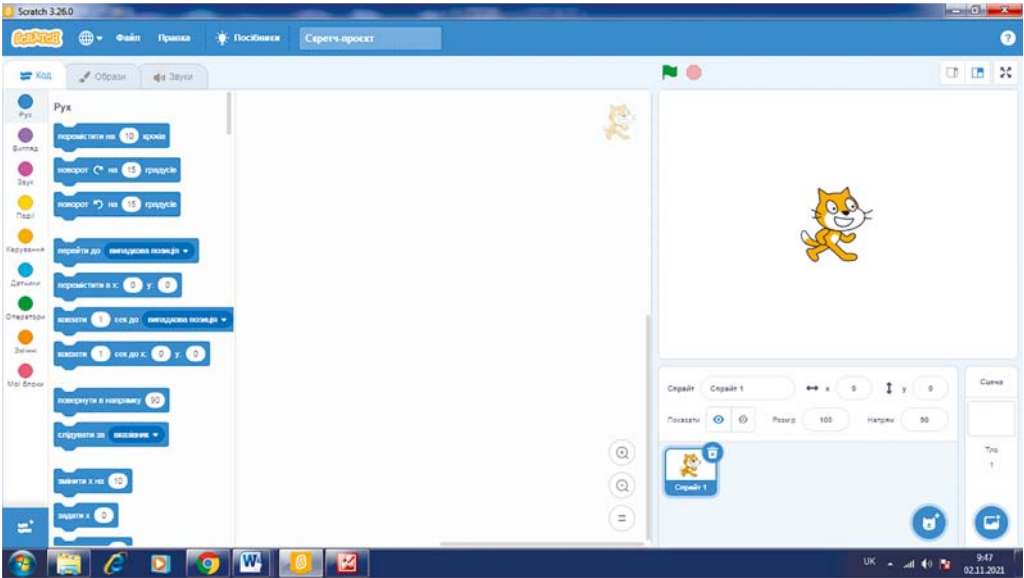 Scratch 3.26.0
SCRATCH Файл Правка Посібники Скретч-проєкт
Код Образи Звуки
Рух
Вигляд
Звук
Події
Керування
Датчики
Оператори
Змінні
Мої блоки
Рух
перемістити на 10 кроків
поворот на 15 градусів
поворот на 15 градусів
перейти до випадкова позиція
перемістити в x: 0 y: 0
ковзати 1 сек до випадкова позиція
ковзати 1 сек до x: 0 y: 0
повернути в напрямку 90
слідувати за вказівник
змінити x на 10
задати x 0
Спрайт Спрайт 1 x 0 y 0
Показати Розмір 100 Напрям 90
Спрайт 1
Сцена
Тло
1
UK 9:47
02.11.2021